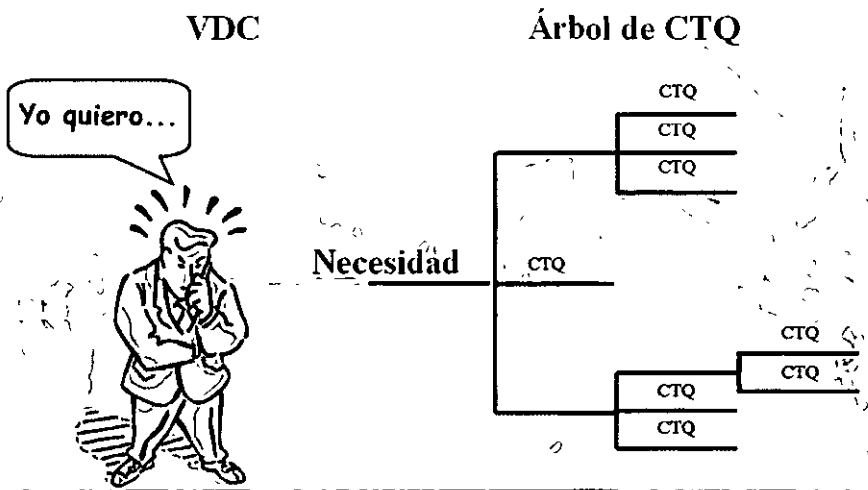 VDC
Árbol de CTQ
Yo quiero...
CTQ
CTQ
CTQ
Necesidad
CTQ
CTQ
CTQ
CTQ
CTQ